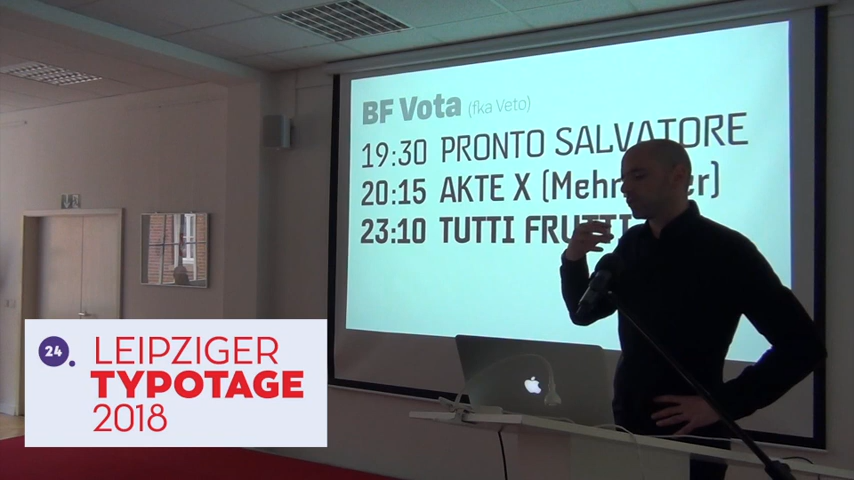 BF Vota (fka Veto)
19:30 PRONTO SALVATORE
20:15 AKTE X (Mehr er)
23:10 TUTTI FRUTTI
24.
LEIPZIGER
TYPOTAGE
2018